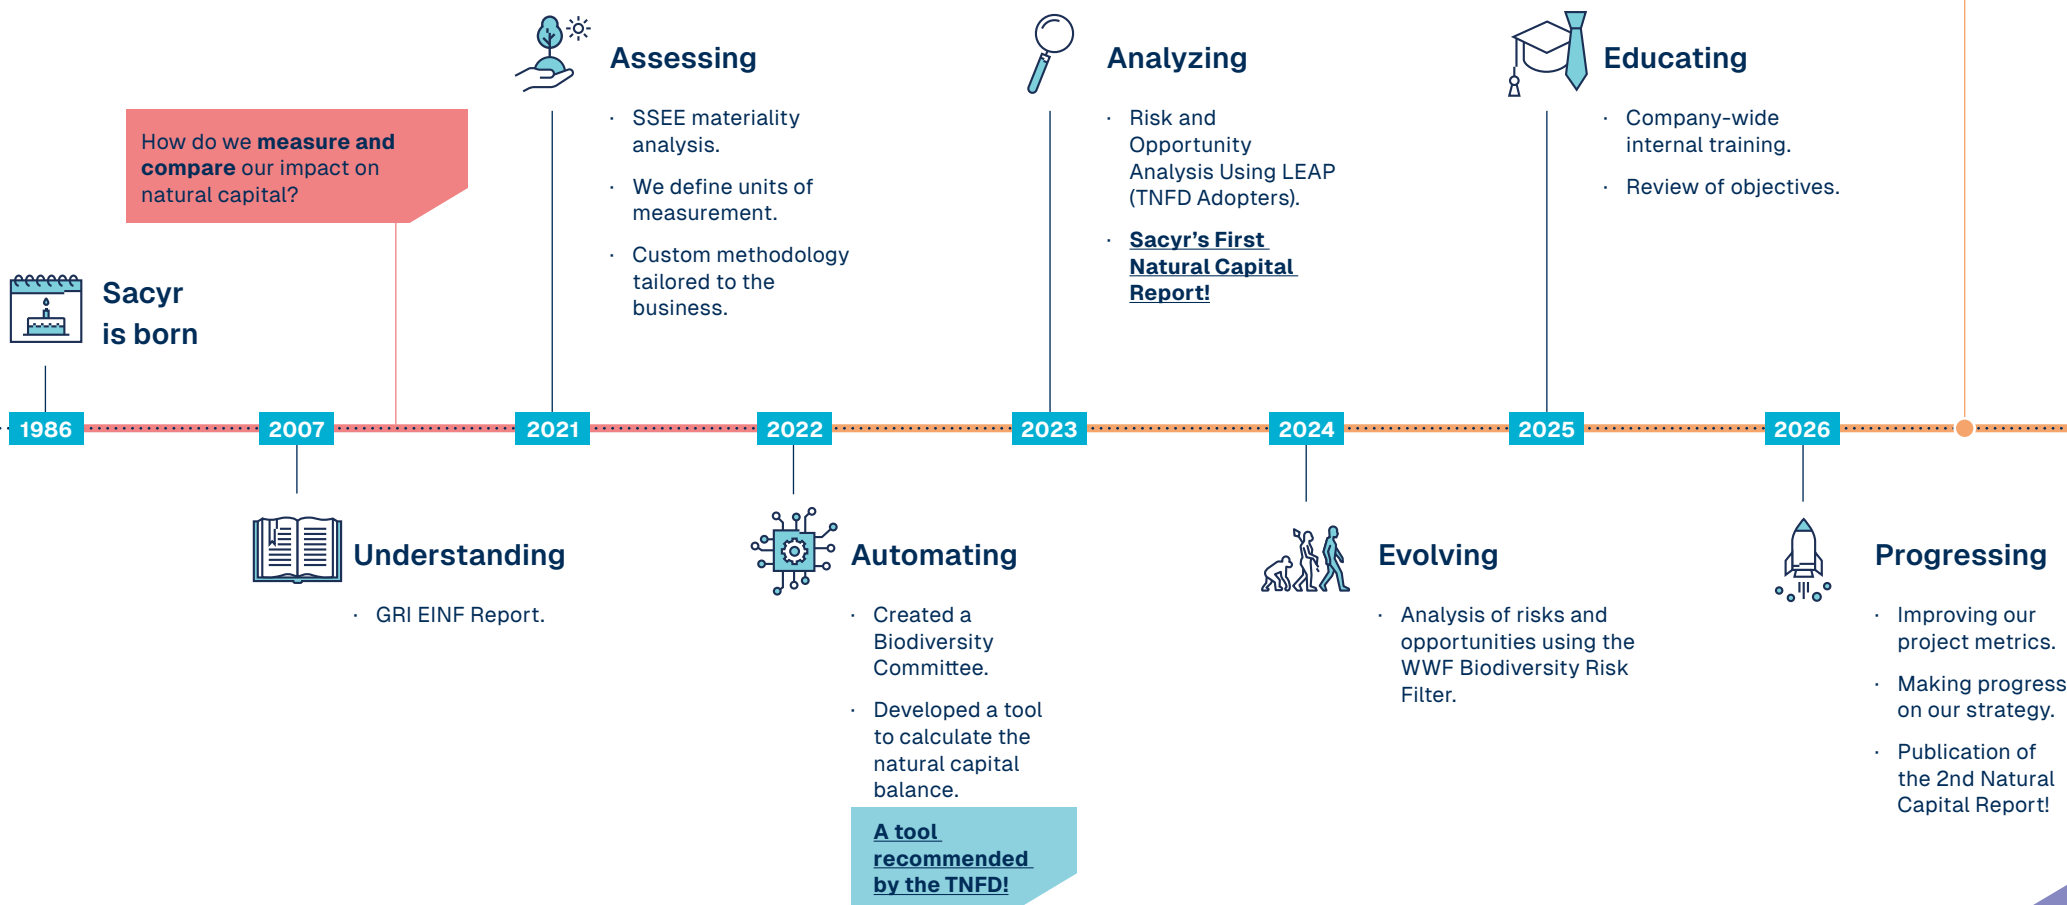 Sacyr
is born
1986
How do we measure and
compare our impact on
natural capital?
2007
Understanding
· GRI EINF Report.
Assessing
· SSEE materiality
analysis.
· We define units of
measurement.
· Custom methodology
tailored to the
business.
2021
2022
Automating
· Created a
Biodiversity
Committee.
· Developed a tool
to calculate the
natural capital
balance.
A tool
recommended
by the TNFD!
Analyzing
· Risk and
Opportunity
Analysis Using LEAP
(TNFD Adopters).
· Sacyr’s First
Natural Capital
Report!
2023
2024
Evolving
· Analysis of risks and
opportunities using the
WWF Biodiversity Risk
Filter.
Educating
· Company-wide
internal training.
· Review of objectives.
2025
2026
Progressing
· Improving our
project metrics.
· Making progress
on our strategy.
· Publication of
the 2nd Natural
Capital Report!